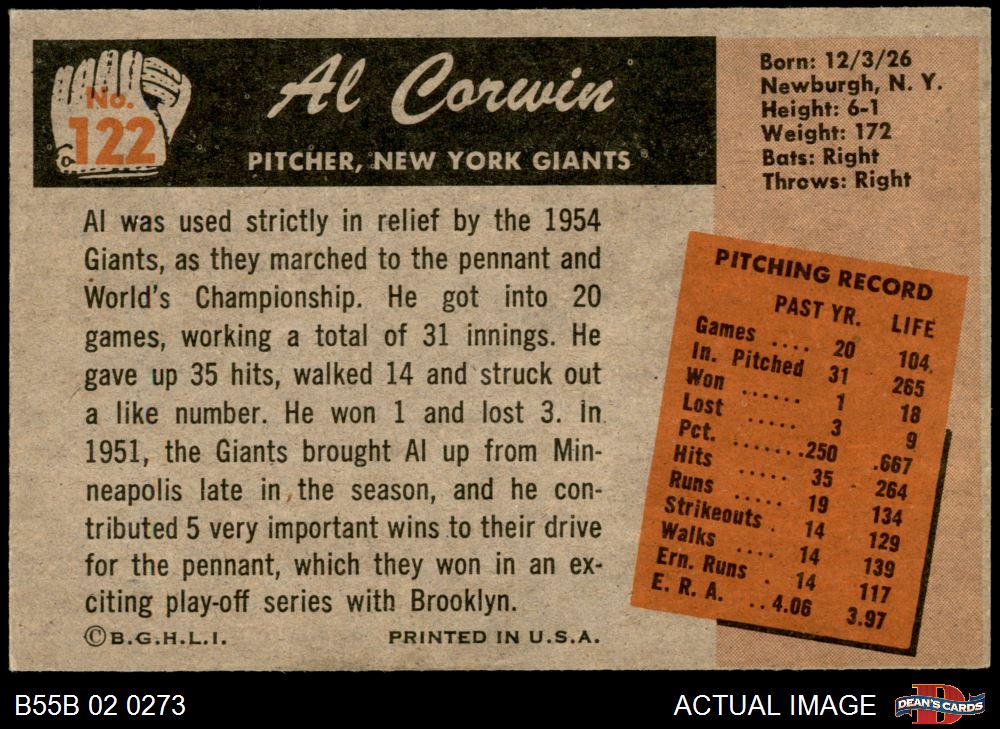 No.
122
Al Corwin
PITCHER, NEW YORK GIANTS
Born: 12/3/26
Newburgh, N. Y.
Height: 6-1
Weight: 172
Bats: Right
Throws: Right
Al was used strictly in relief by the 1954
Giants, as they marched to the pennant and
World's Championship. He got into 20
games, working a total of 31 innings. He
gave up 35 hits, walked 14 and struck out
a like number. He won 1 and lost 3. In
1951, the Giants brought Al up from Min-
neapolis late in the season, and he con-
tributed 5 very important wins to their drive
for the pennant, which they won in an ex-
citing play-off series with Brooklyn.
©B.G.H.L.I. PRINTED IN U.S.A.
PITCHING RECORD
PAST YR. LIFE
Games .... 20 104
In. Pitched 31 265
Won ...... 1 18
Lost ..... 3 9
Pct. .......250 .667
Hits ..... 35 264
Runs ..... 19 134
Strikeouts . 14 129
Walks .... 14 139
Ern. Runs . 14 117
E. R. A. ..4.06 3.97
B55B 02 0273
ACTUAL IMAGE
D
DEAN'S CARDS